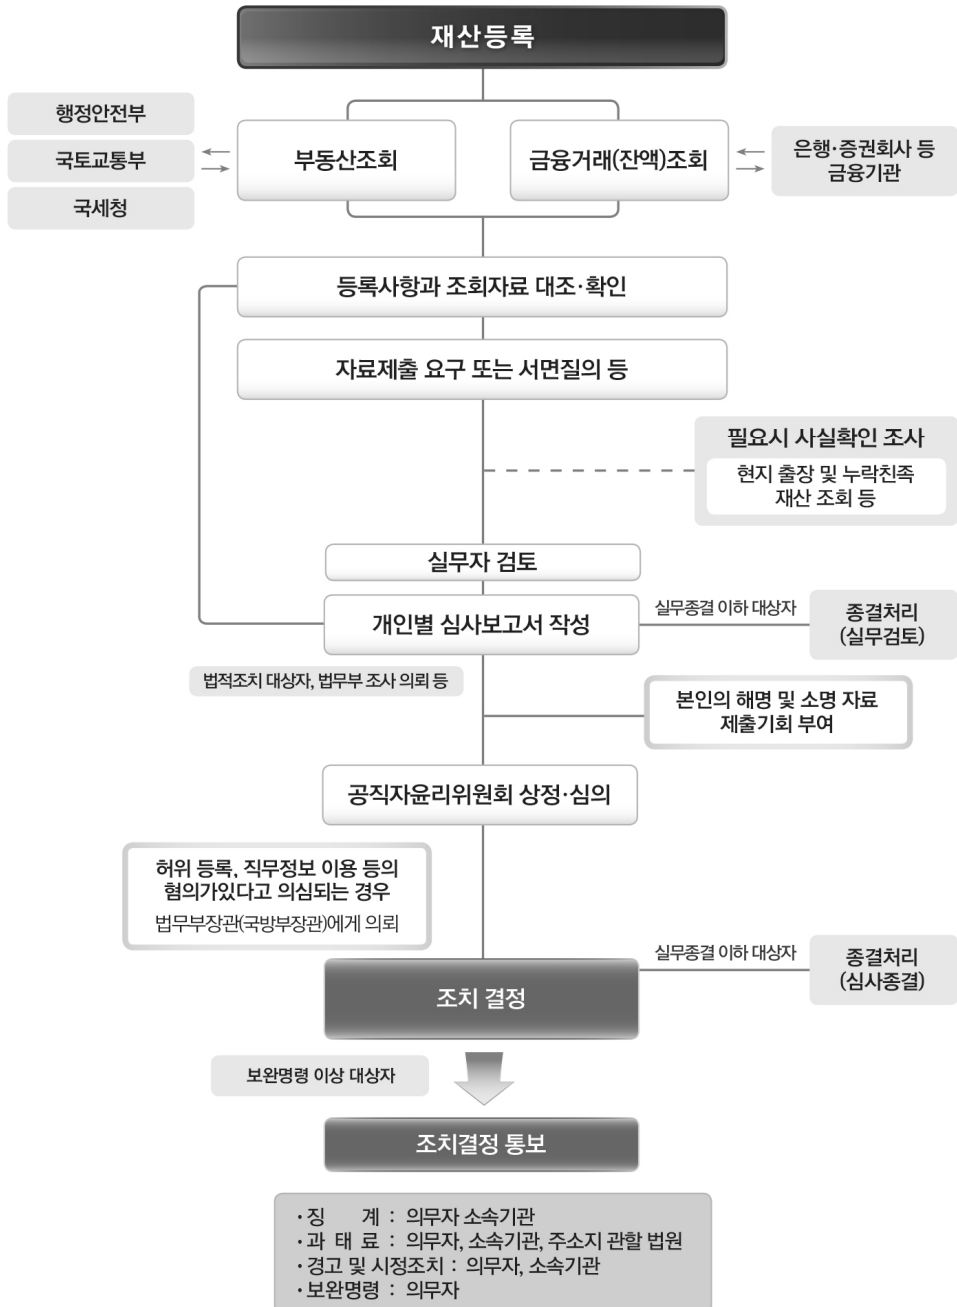 재산등록
행정안전부
국토교통부
국세청
부동산조회
금융거래(잔액)조회
은행·증권회사 등
금융기관
등록사항과 조회자료 대조·확인
자료제출 요구 또는 서면질의 등
필요시 사실확인 조사
현지 출장 및 누락친족
재산 조회 등
실무자 검토
개인별 심사보고서 작성
실무종결 이하 대상자
종결처리
(실무검토)
법적조치 대상자, 법무부 조사 의뢰 등
본인의 해명 및 소명 자료
제출기회 부여
공직자윤리위원회 상정·심의
허위 등록, 직무정보 이용 등의
혐의가있다고 의심되는 경우
법무부장관(국방부장관)에게 의뢰
실무종결 이하 대상자
종결처리
(심사종결)
조치 결정
보완명령 이상 대상자
조치결정 통보
·징 계 : 의무자 소속기관
·과 태 료 : 의무자, 소속기관, 주소지 관할 법원
·경고 및 시정조치 : 의무자, 소속기관
·보완명령 : 의무자